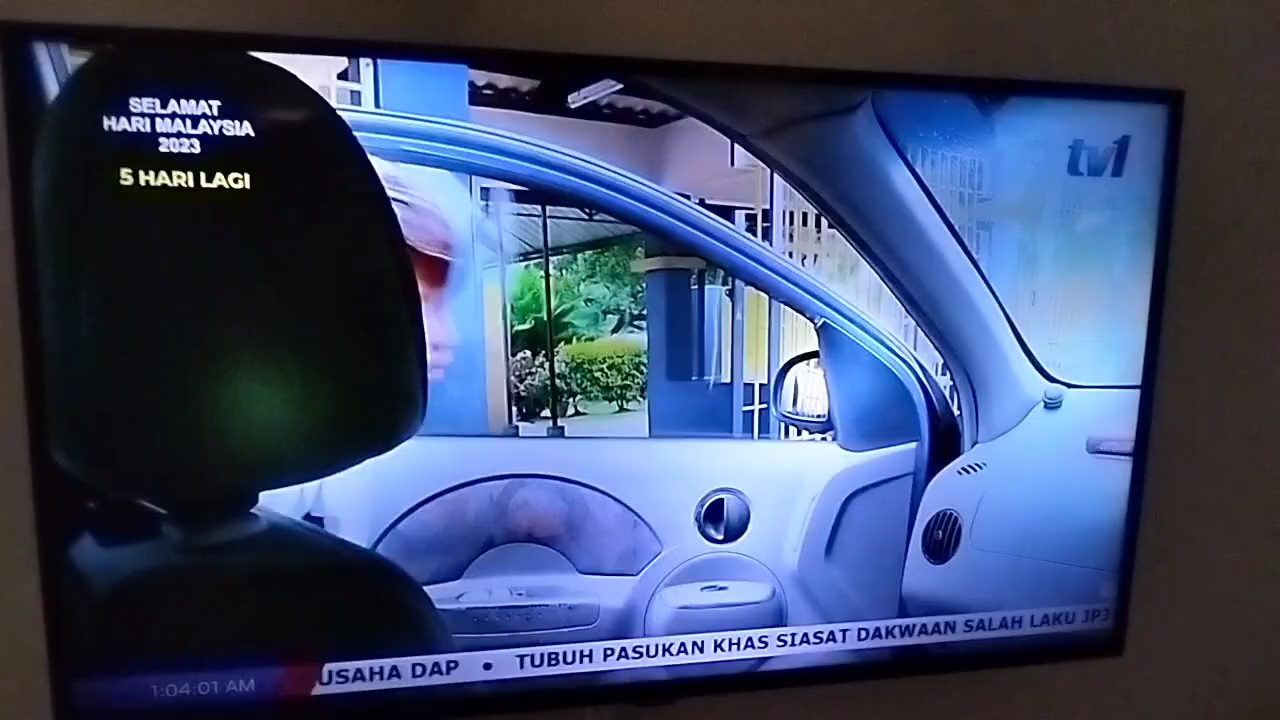 SELAMAT
HARI MALAYSIA
2023
5 HARI LAGI
tv1
USAHA DAP • TUBUH PASUKAN KHAS SIASAT DAKWAAN SALAH LAKU JPJ
1:04:01 AM